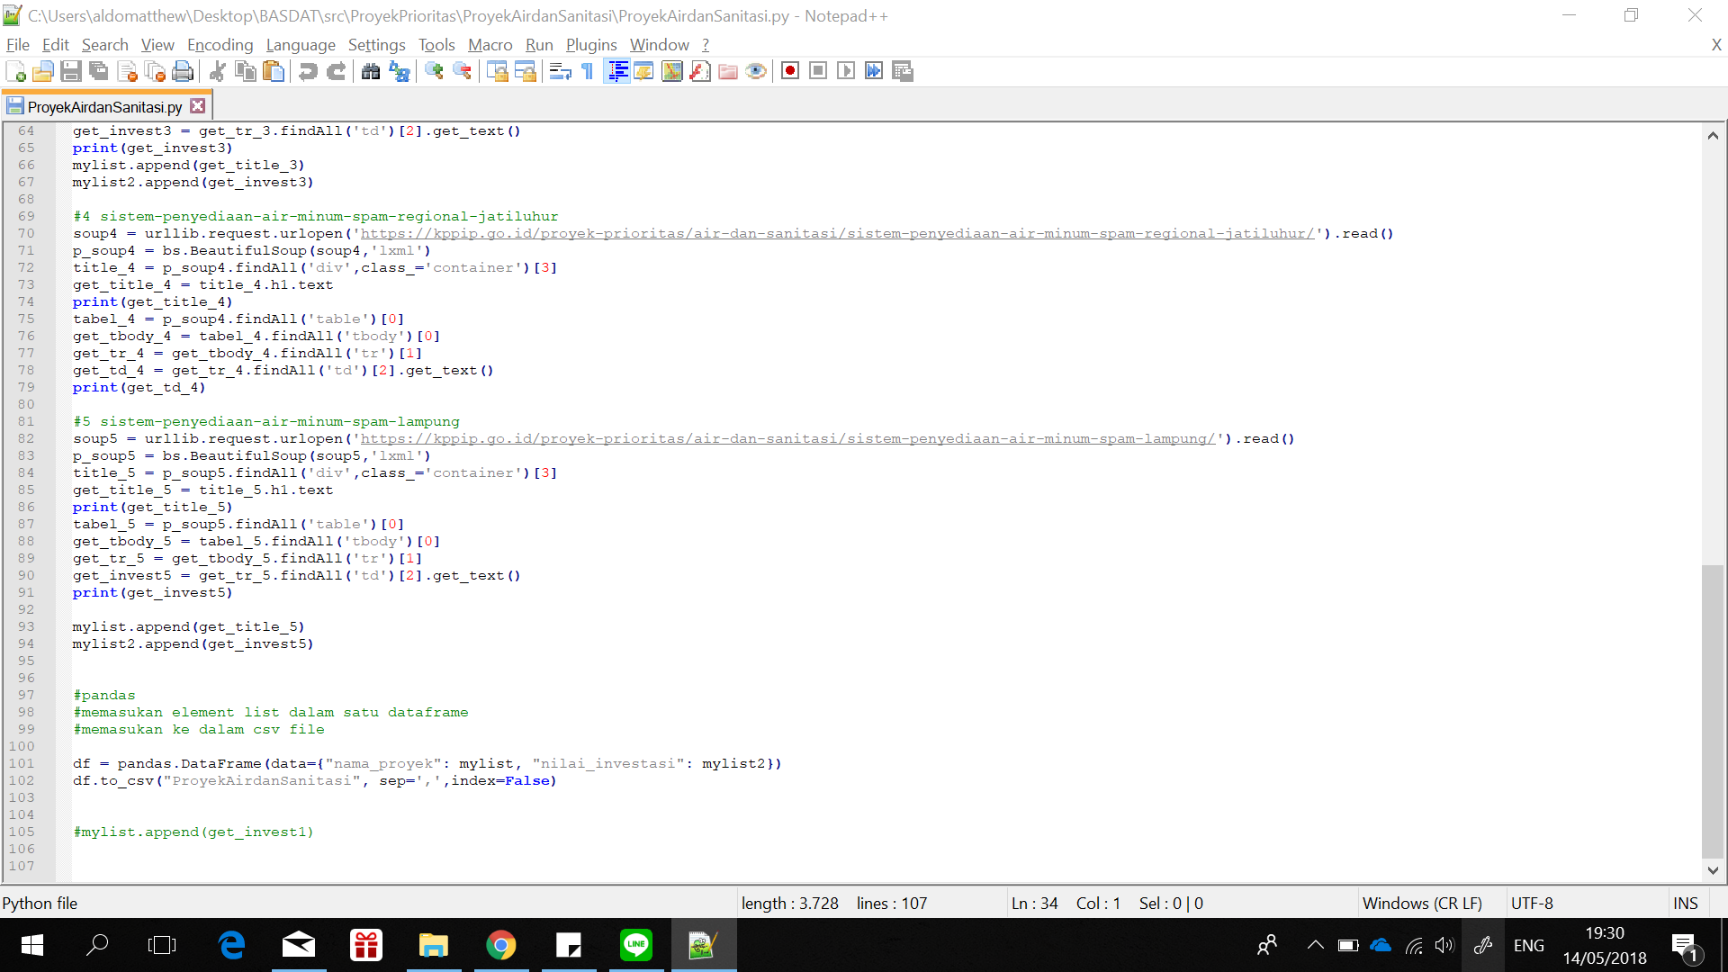 C:\Users\aldomatthew\Desktop\BASDAT\src\ProyekPrioritas\ProyekAirdanSanitasi\ProyekAirdanSanitasi.py - Notepad++
File Edit Search View Encoding Language Settings Tools Macro Run Plugins Window ? X
ProyekAirdanSanitasi.py
64 get_invest3 = get_tr_3.findAll('td')[2].get_text()
65 print(get_invest3)
66 mylist.append(get_title_3)
67 mylist2.append(get_invest3)
68
69 #4 sistem-penyediaan-air-minum-spam-regional-jatiluhur
70 soup4 = urllib.request.urlopen('https://kppip.go.id/proyek-prioritas/air-dan-sanitasi/sistem-penyediaan-air-minum-spam-regional-jatiluhur/').read()
71 p_soup4 = bs.BeautifulSoup(soup4,'lxml')
72 title_4 = p_soup4.findAll('div',class_='container')[3]
73 get_title_4 = title_4.h1.text
74 print(get_title_4)
75 tabel_4 = p_soup4.findAll('table')[0]
76 get_tbody_4 = tabel_4.findAll('tbody')[0]
77 get_tr_4 = get_tbody_4.findAll('tr')[1]
78 get_td_4 = get_tr_4.findAll('td')[2].get_text()
79 print(get_td_4)
80
81 #5 sistem-penyediaan-air-minum-spam-lampung
82 soup5 = urllib.request.urlopen('https://kppip.go.id/proyek-prioritas/air-dan-sanitasi/sistem-penyediaan-air-minum-spam-lampung/').read()
83 p_soup5 = bs.BeautifulSoup(soup5,'lxml')
84 title_5 = p_soup5.findAll('div',class_='container')[3]
85 get_title_5 = title_5.h1.text
86 print(get_title_5)
87 tabel_5 = p_soup5.findAll('table')[0]
88 get_tbody_5 = tabel_5.findAll('tbody')[0]
89 get_tr_5 = get_tbody_5.findAll('tr')[1]
90 get_invest5 = get_tr_5.findAll('td')[2].get_text()
91 print(get_invest5)
92
93 mylist.append(get_title_5)
94 mylist2.append(get_invest5)
95
96
97 #pandas
98 #memasukan element list dalam satu dataframe
99 #memasukan ke dalam csv file
100
101 df = pandas.DataFrame(data={"nama_proyek": mylist, "nilai_investasi": mylist2})
102 df.to_csv("ProyekAirdanSanitasi", sep=',',index=False)
103
104
105 #mylist.append(get_invest1)
106
107
Python file length : 3.728 lines : 107 Ln : 34 Col : 1 Sel : 0 | 0 Windows (CR LF) UTF-8 INS
LINE
ENG
19:30
14/05/2018
1